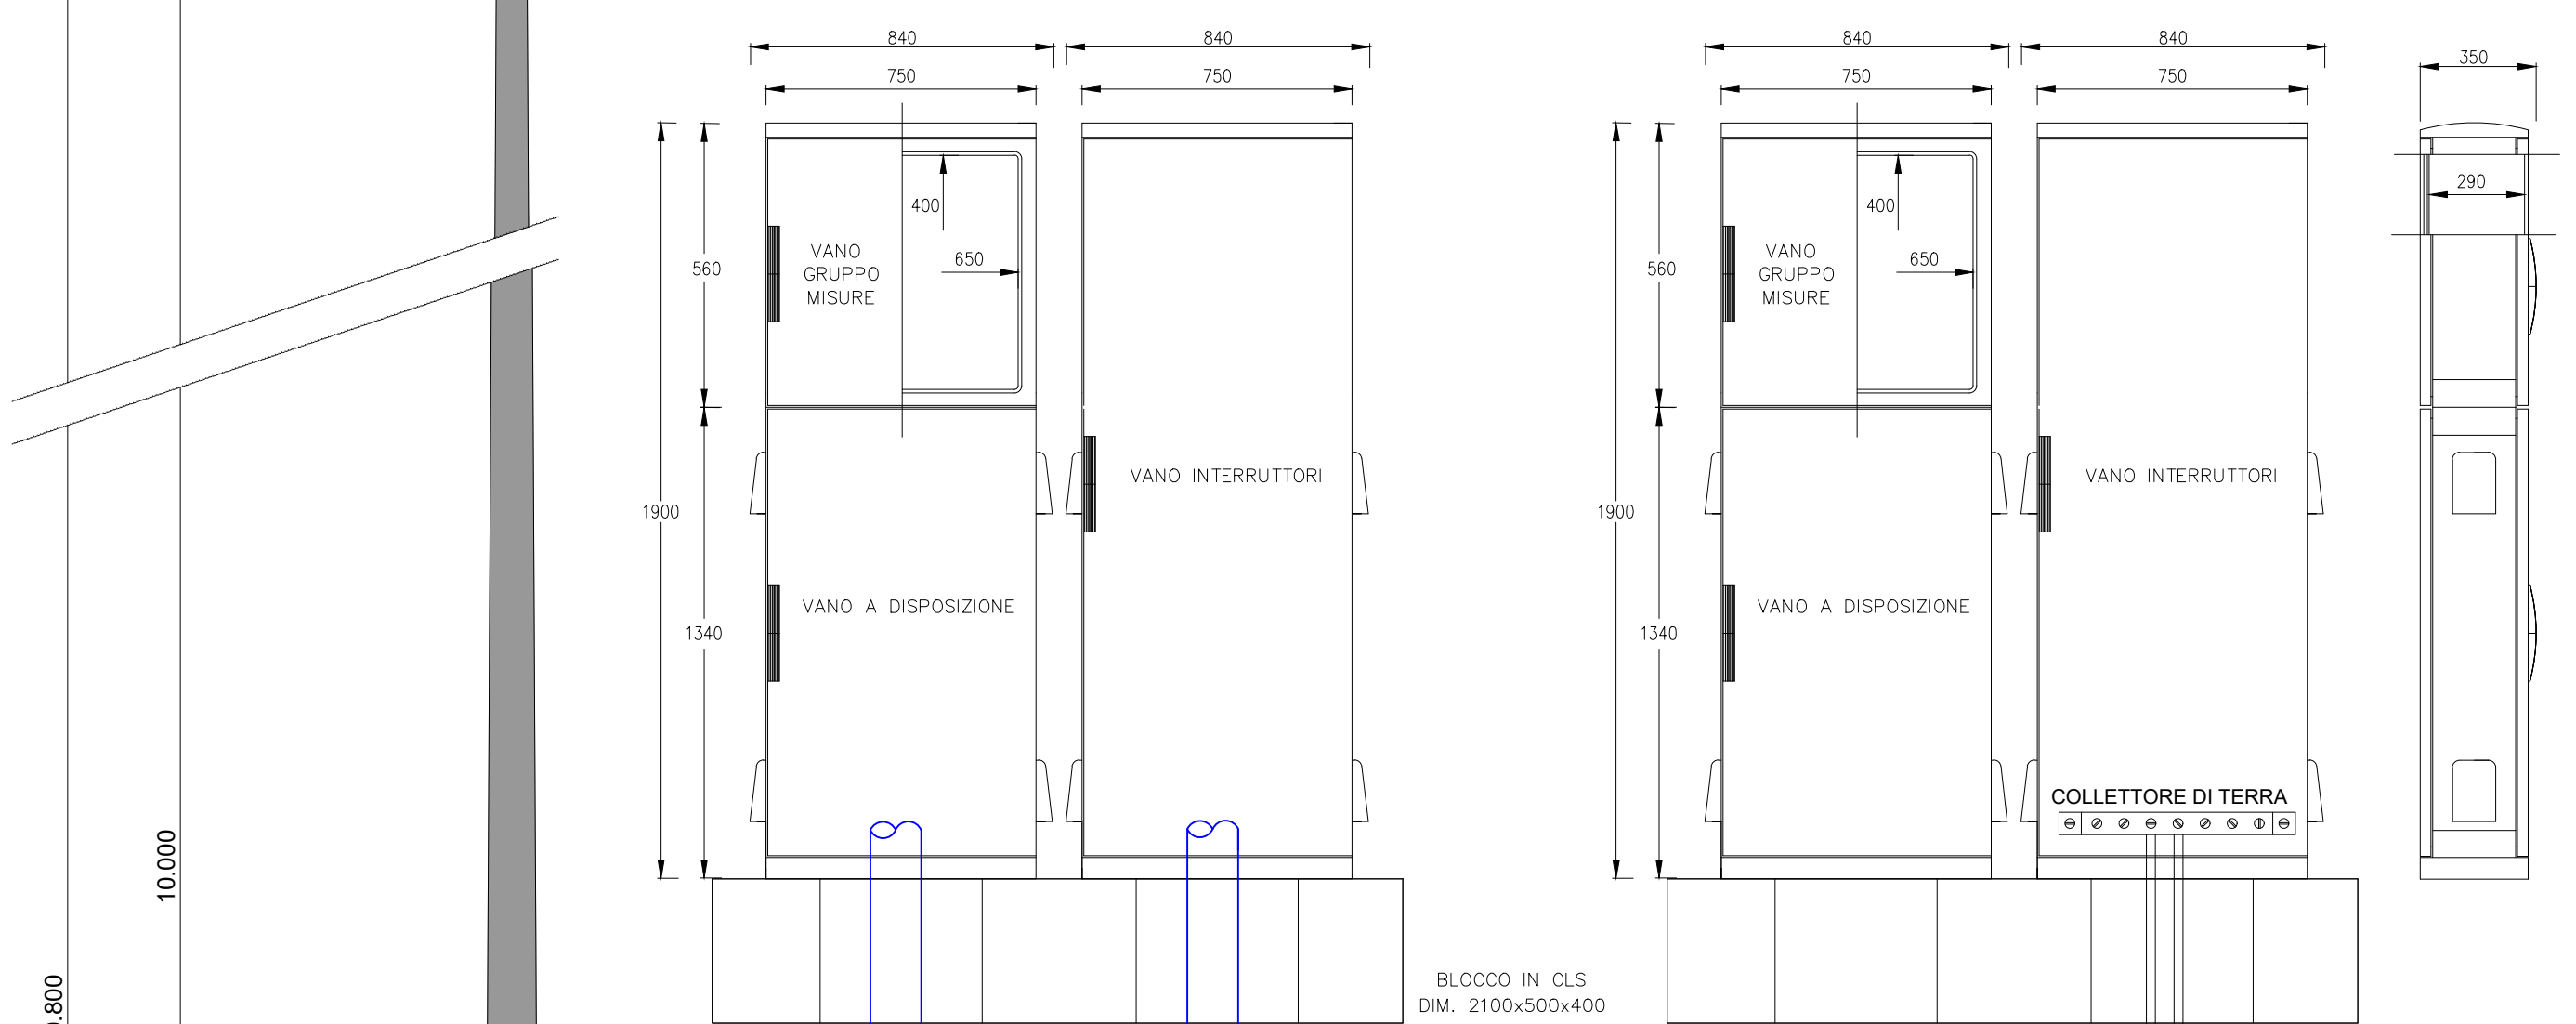 840
840
750
750
VANO
GRUPPO
MISURE
400
650
560
1900
1340
VANO INTERRUTTORI
VANO A DISPOSIZIONE
10.000
BLOCCO IN CLS
DIM. 2100x500x400
840
840
750
750
VANO
GRUPPO
MISURE
400
650
560
1900
1340
VANO INTERRUTTORI
VANO A DISPOSIZIONE
COLLETTORE DI TERRA
350
290